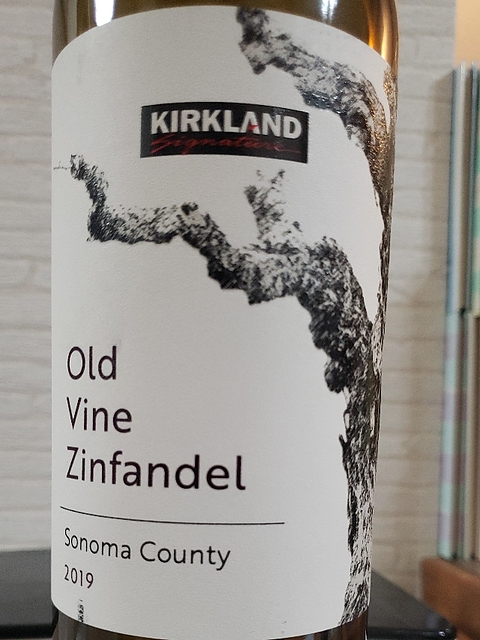 KIRKLAND
Signature
Old
Vine
Zinfandel
Sonoma County
2019